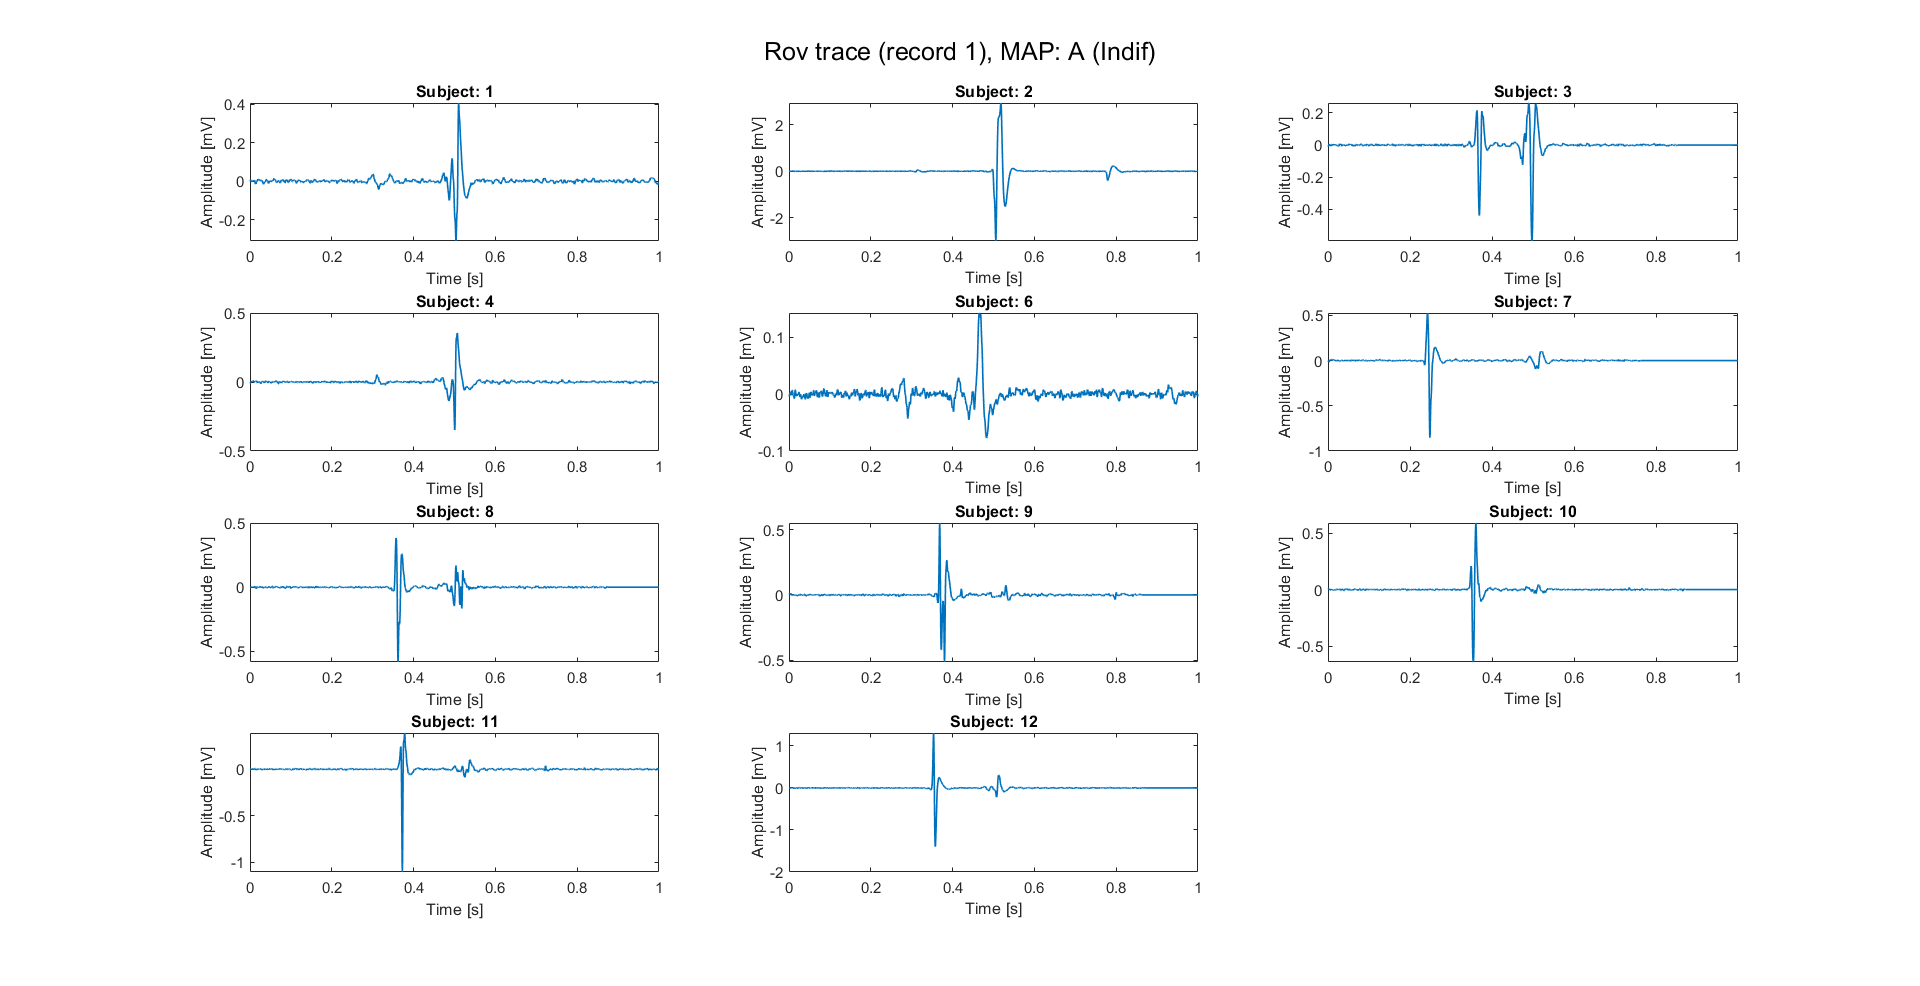 Rov trace (record 1), MAP: A (Indif)
Subject: 1
Amplitude [mV]
0.4
0.2
0
-0.2
0 0.2 0.4 0.6 0.8 1
Time [s]
Subject: 2
Amplitude [mV]
2
0
-2
0 0.2 0.4 0.6 0.8 1
Time [s]
Subject: 3
Amplitude [mV]
0.2
0
-0.2
-0.4
0 0.2 0.4 0.6 0.8 1
Time [s]
Subject: 4
Amplitude [mV]
0.5
0
-0.5
0 0.2 0.4 0.6 0.8 1
Time [s]
Subject: 6
Amplitude [mV]
0.1
0
-0.1
0 0.2 0.4 0.6 0.8 1
Time [s]
Subject: 7
Amplitude [mV]
0.5
0
-0.5
-1
0 0.2 0.4 0.6 0.8 1
Time [s]
Subject: 8
Amplitude [mV]
0.5
0
-0.5
0 0.2 0.4 0.6 0.8 1
Time [s]
Subject: 9
Amplitude [mV]
0.5
0
-0.5
0 0.2 0.4 0.6 0.8 1
Time [s]
Subject: 10
Amplitude [mV]
0.5
0
-0.5
0 0.2 0.4 0.6 0.8 1
Time [s]
Subject: 11
Amplitude [mV]
0
-0.5
-1
0 0.2 0.4 0.6 0.8 1
Time [s]
Subject: 12
Amplitude [mV]
1
0
-1
-2
0 0.2 0.4 0.6 0.8 1
Time [s]